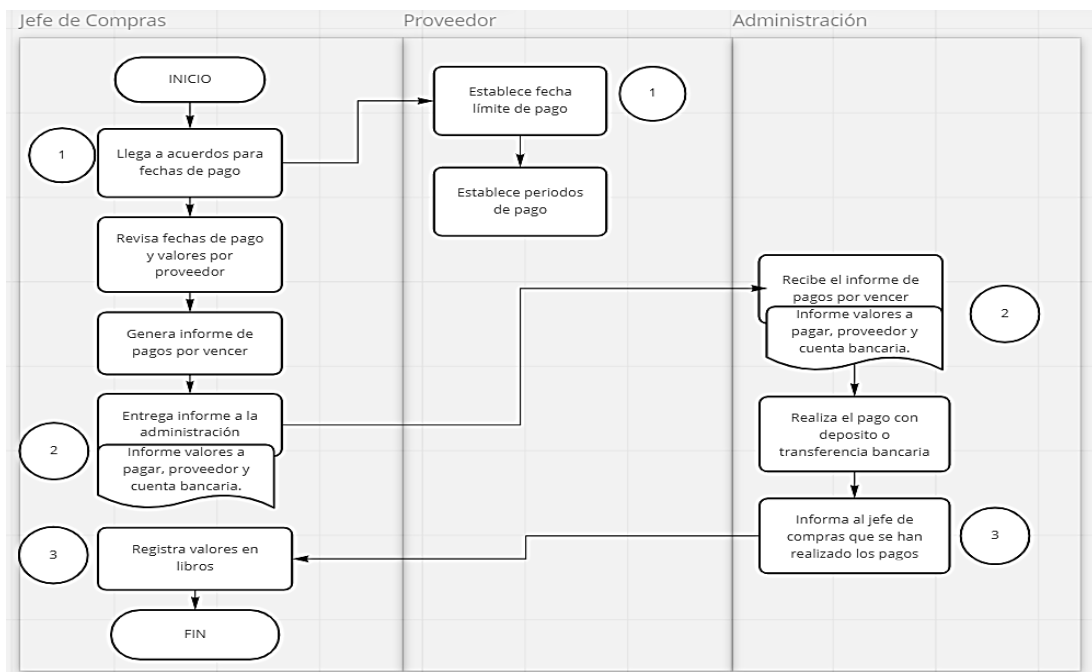 Jefe de Compras
Proveedor
Administración
INICIO
1
Llega a acuerdos para
fechas de pago
Revisa fechas de pago
y valores por
proveedor
Genera informe de
pagos por vencer
Entrega informe a la
administración
2
Informe valores a
pagar, proveedor y
cuenta bancaria.
3
Registra valores en
libros
FIN
Establece fecha
límite de pago
1
Establece periodos
de pago
Recibe el informe de
pagos por vencer
2
Informe valores a
pagar, proveedor y
cuenta bancaria.
Realiza el pago con
deposito o
transferencia bancaria
Informa al jefe de
compras que se han
realizado los pagos
3